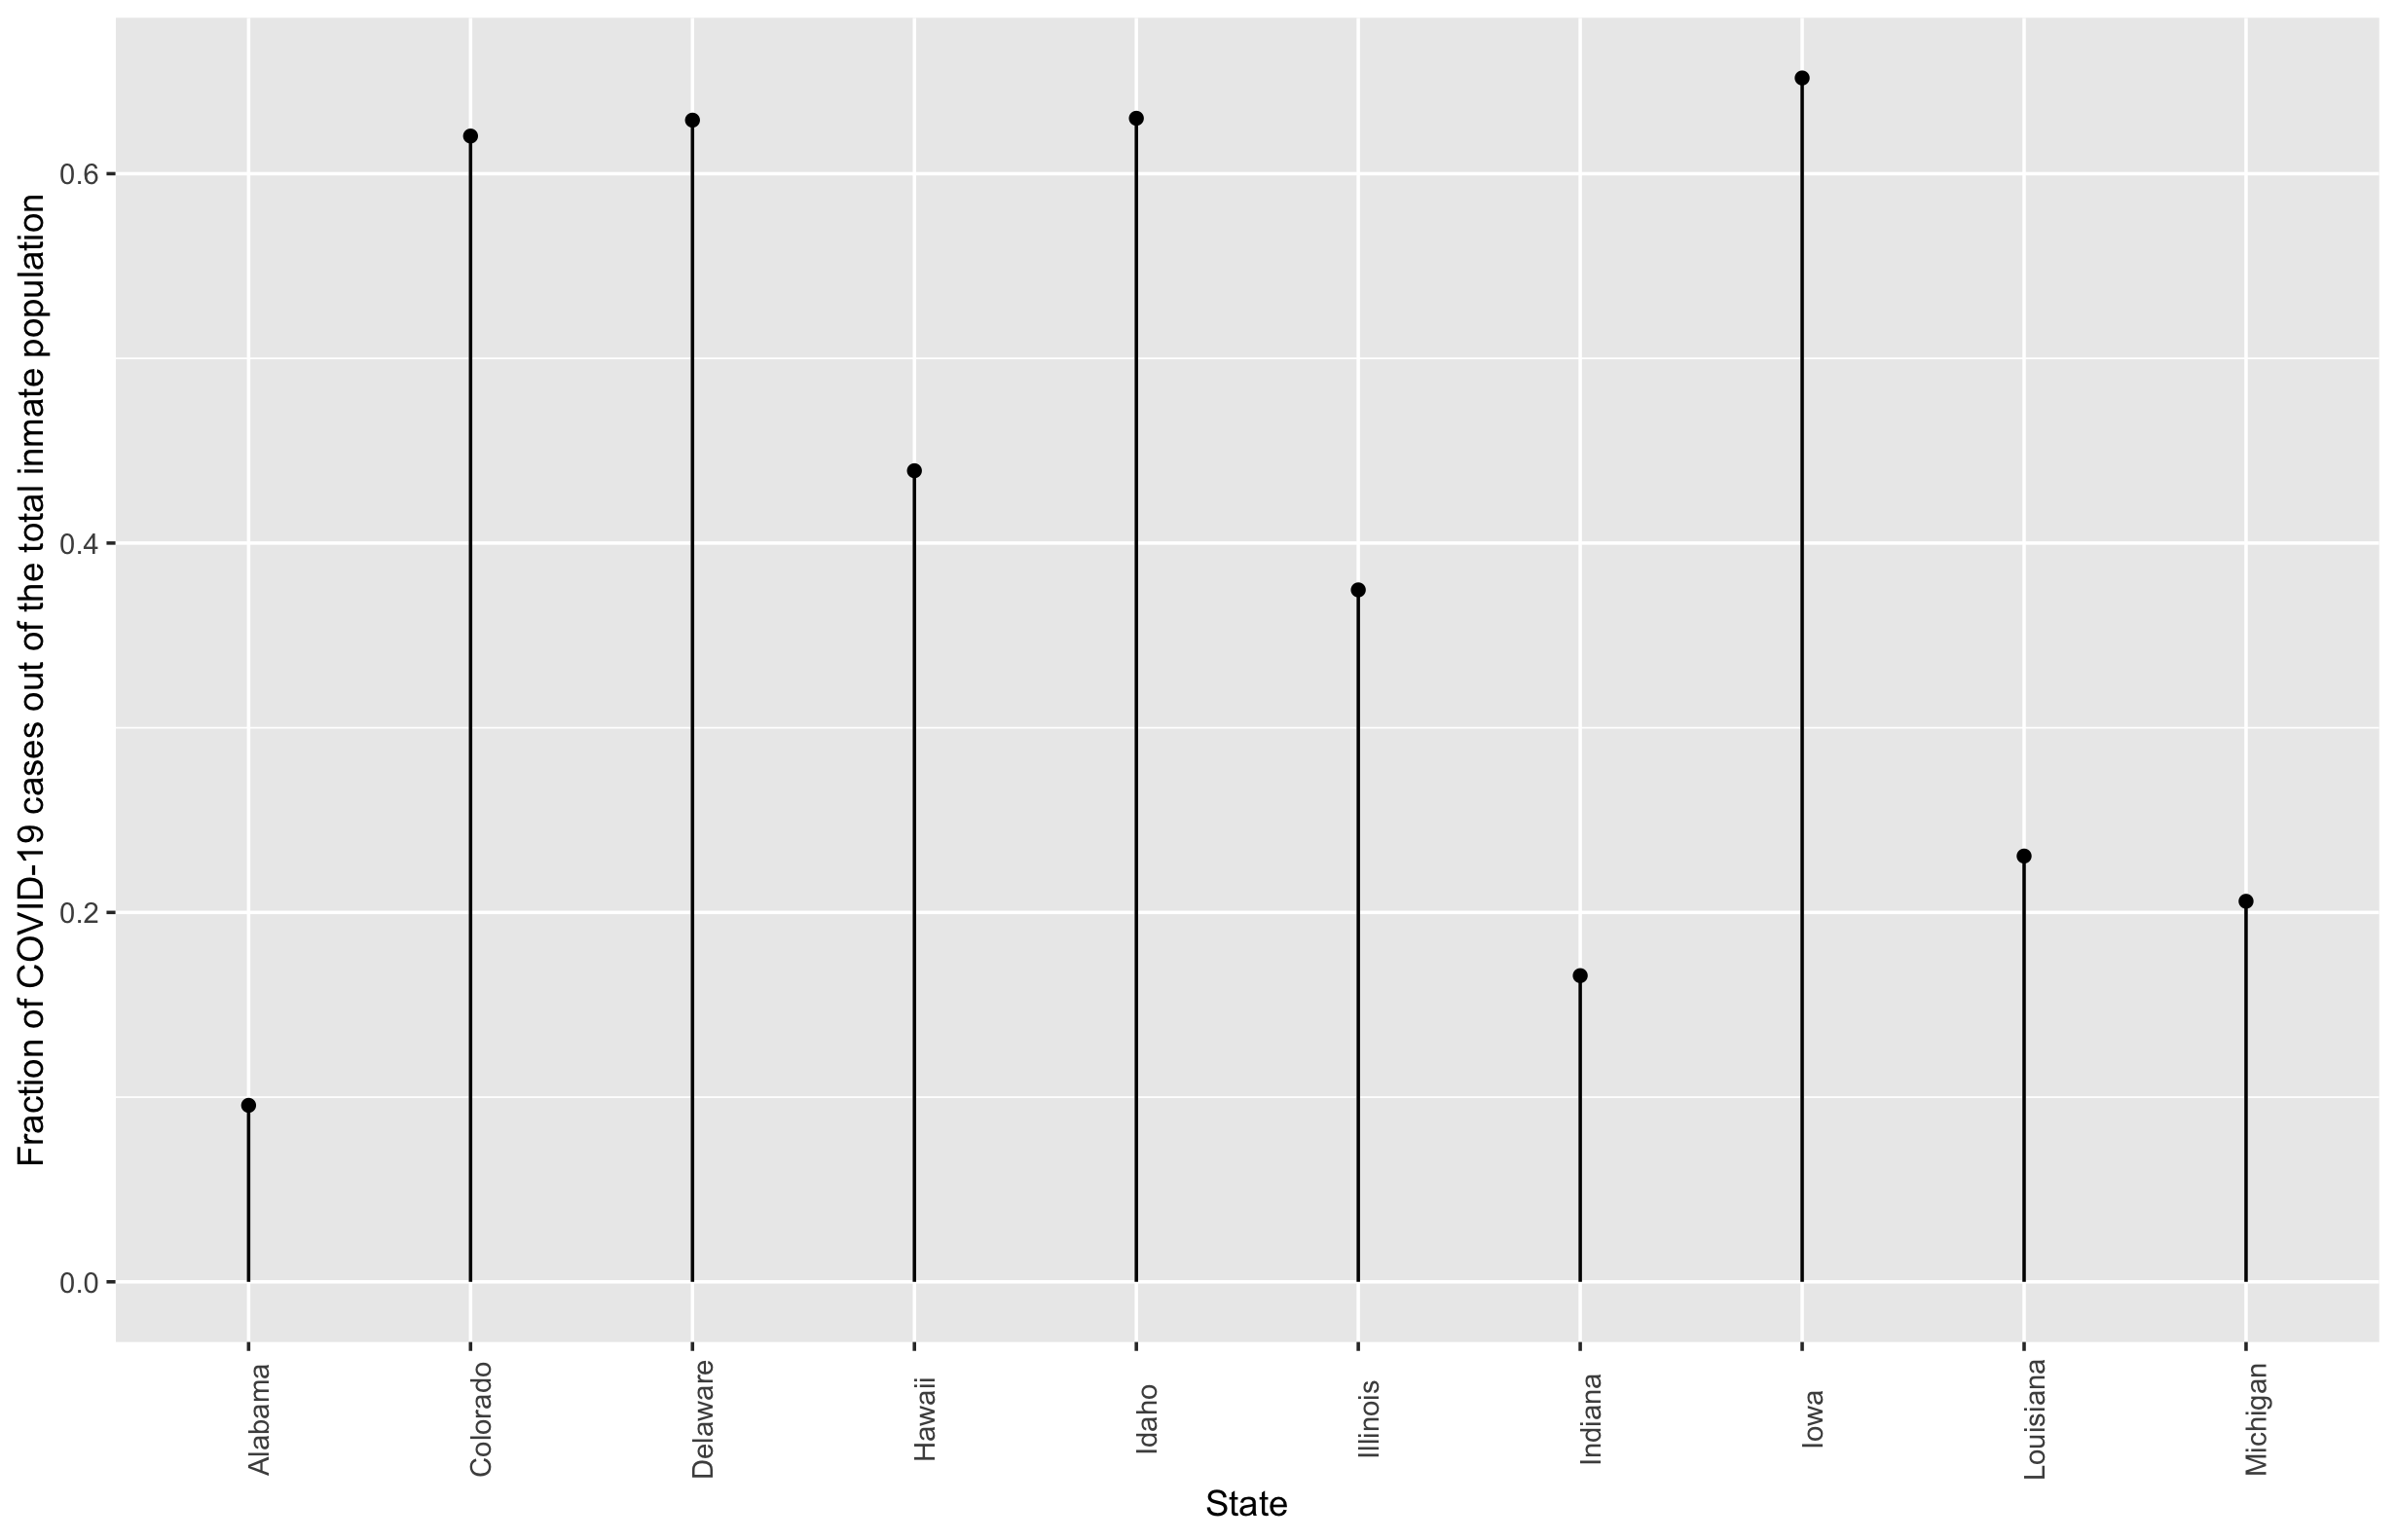 Fraction of COVID-19 cases out of the total inmate population
0.6
0.4
0.2
0.0
Alabama
Colorado
Delaware
Hawaii
Idaho
Illinois
Indiana
Iowa
Louisiana
Michigan
State